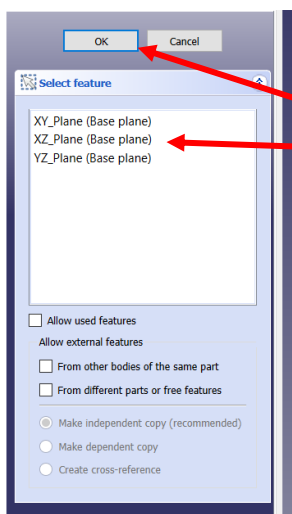 OK Cancel
Select feature
XY_Plane (Base plane)
XZ_Plane (Base plane)
YZ_Plane (Base plane)
Allow used features
Allow external features
From other bodies of the same part
From different parts or free features
Make independent copy (recommended)
Make dependent copy
Create cross-reference